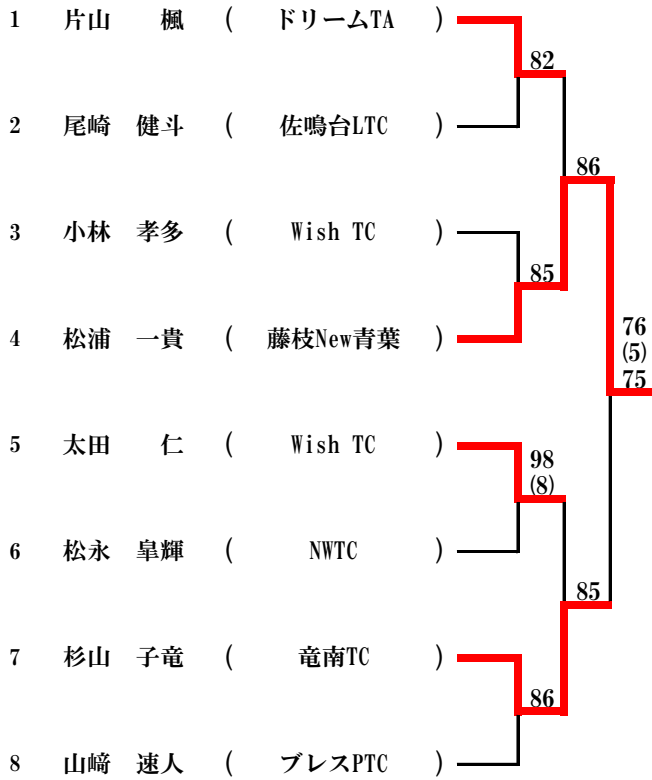 1 片山 楓 ( ドリームTA )
82
2 尾崎 健斗 ( 佐鳴台LTC )
86
3 小林 孝多 ( Wish TC )
85
4 松浦 一貴 ( 藤枝New青葉 )
76
(5)
75
5 太田 仁 ( Wish TC )
98
(8)
6 松永 皐輝 ( NWTC )
85
7 杉山 子竜 ( 竜南TC )
86
8 山﨑 速人 ( ブレスPTC )